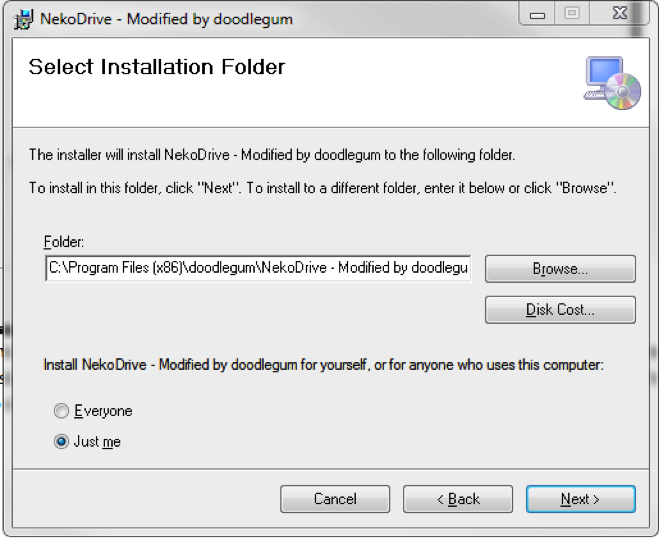 NekoDrive - Modified by doodlegum
Select Installation Folder
The installer will install NekoDrive - Modified by doodlegum to the following folder.
To install in this folder, click "Next". To install to a different folder, enter it below or click "Browse".
Folder:
C:\Program Files (x86)\doodlegum\NekoDrive - Modified by doodlegu
Browse...
Disk Cost...
Install NekoDrive - Modified by doodlegum for yourself, or for anyone who uses this computer:
Everyone
Just me
Cancel
< Back
Next >